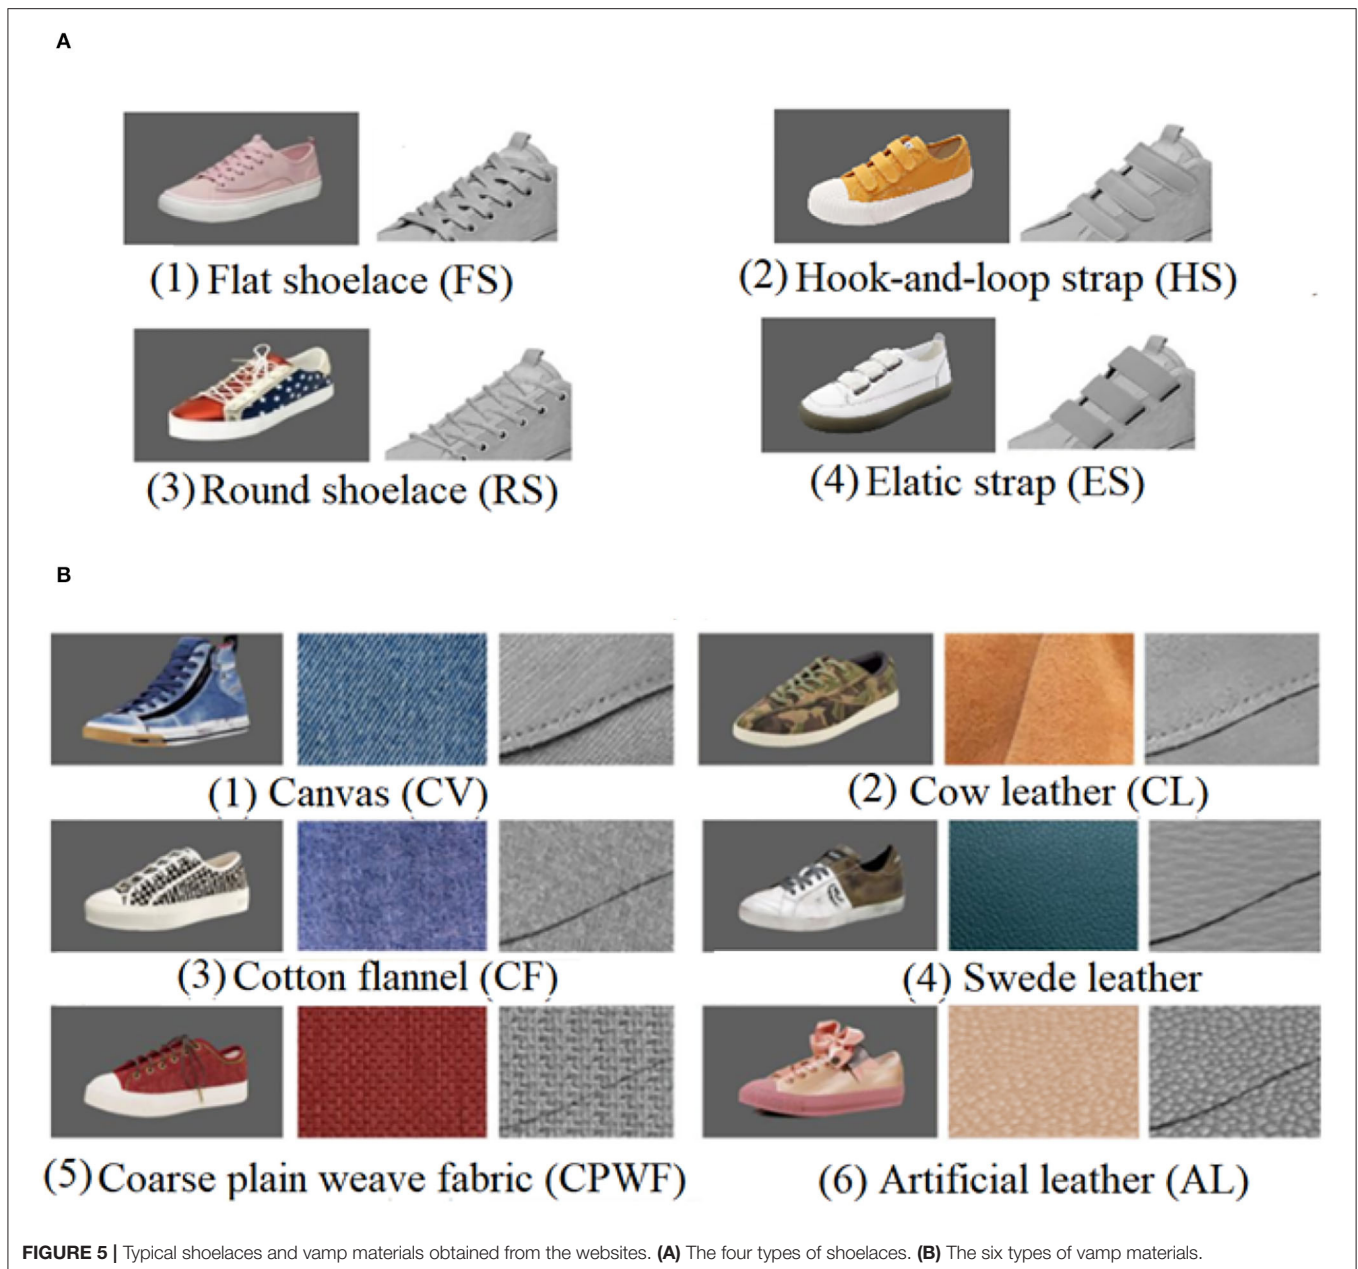 A
(1) Flat shoelace (FS)
(2) Hook-and-loop strap (HS)
(3) Round shoelace (RS)
(4) Elatic strap (ES)
B
(1) Canvas (CV)
(2) Cow leather (CL)
(3) Cotton flannel (CF)
(4) Swede leather
(5) Coarse plain weave fabric (CPWF)
(6) Artificial leather (AL)
FIGURE 5 | Typical shoelaces and vamp materials obtained from the websites. (A) The four types of shoelaces. (B) The six types of vamp materials.